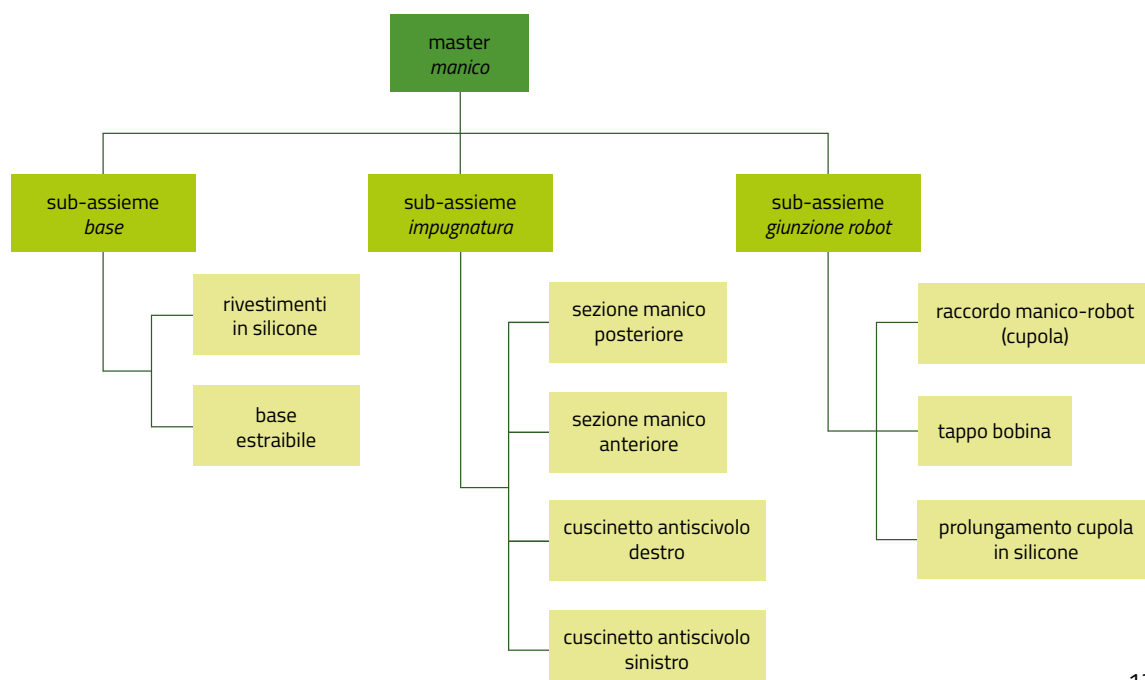 master
manico
sub-assieme
base
sub-assieme
impugnatura
sub-assieme
giunzione robot
rivestimenti
in silicone
base
estraibile
sezione manico
posteriore
sezione manico
anteriore
cuscinetto antiscivolo
destro
cuscinetto antiscivolo
sinistro
raccordo manico-robot
(cupola)
tappo bobina
prolungamento cupola
in silicone